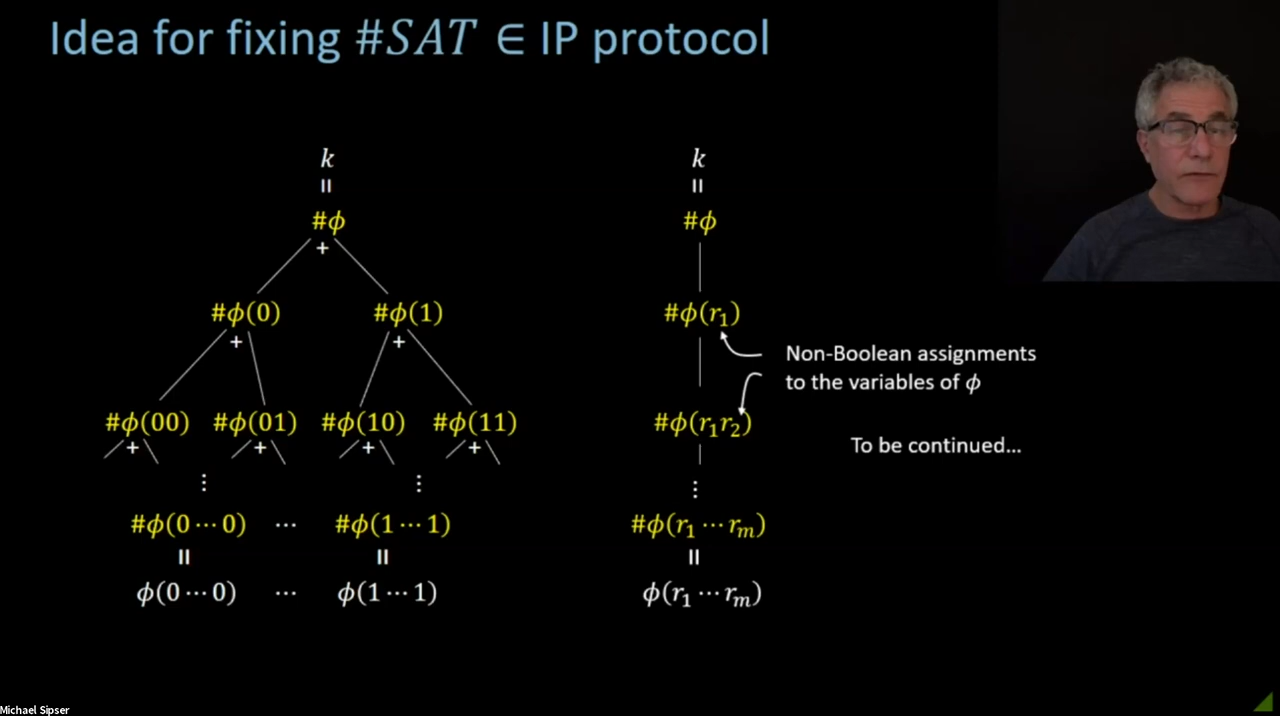 Idea for fixing #SAT ∈ IP protocol
k
=
#ϕ
+
#ϕ(0) #ϕ(1)
+ +
#ϕ(00) #ϕ(01) #ϕ(10) #ϕ(11)
+ + + +
⋮ ⋮
#ϕ(0 ⋯ 0) ⋯ #ϕ(1 ⋯ 1)
= =
ϕ(0 ⋯ 0) ⋯ ϕ(1 ⋯ 1)
k
=
#ϕ
#ϕ(r₁)
#ϕ(r₁r₂)
⋮
#ϕ(r₁ ⋯ rₘ)
=
ϕ(r₁ ⋯ rₘ)
Non-Boolean assignments
to the variables of ϕ
To be continued...
Michael Sipser